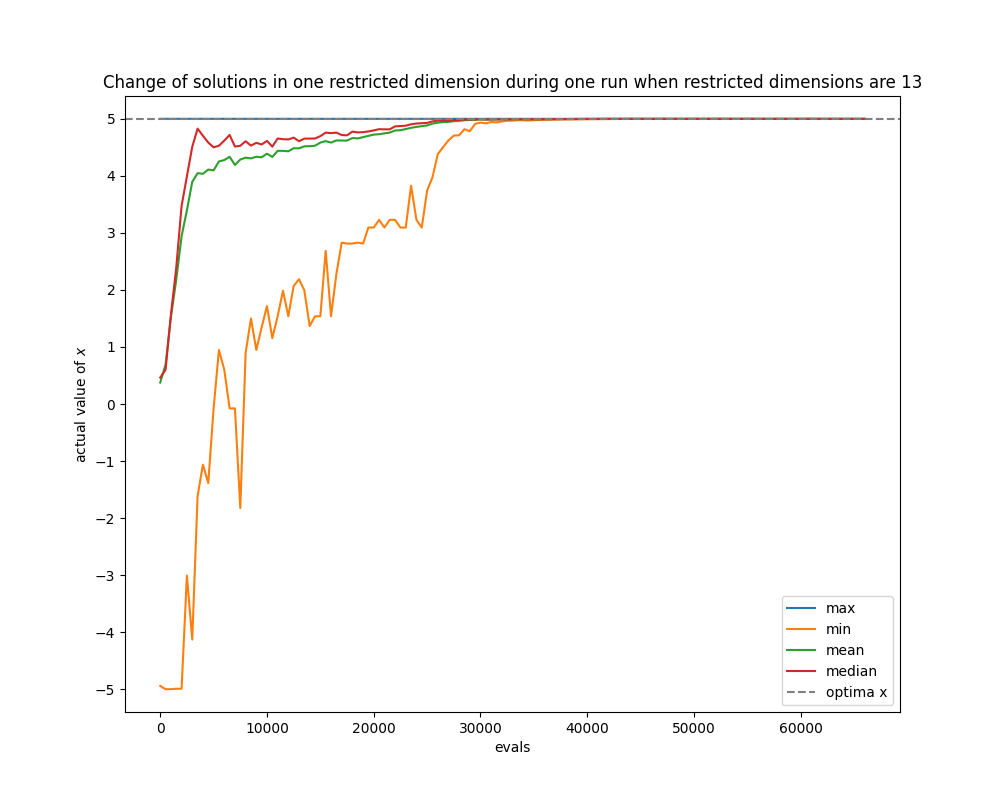 Change of solutions in one restricted dimension during one run when restricted dimensions are 13
actual value of x
5
4
3
2
1
0
−1
−2
−3
−4
−5
max
min
mean
median
optima x
0 10000 20000 30000 40000 50000 60000
evals